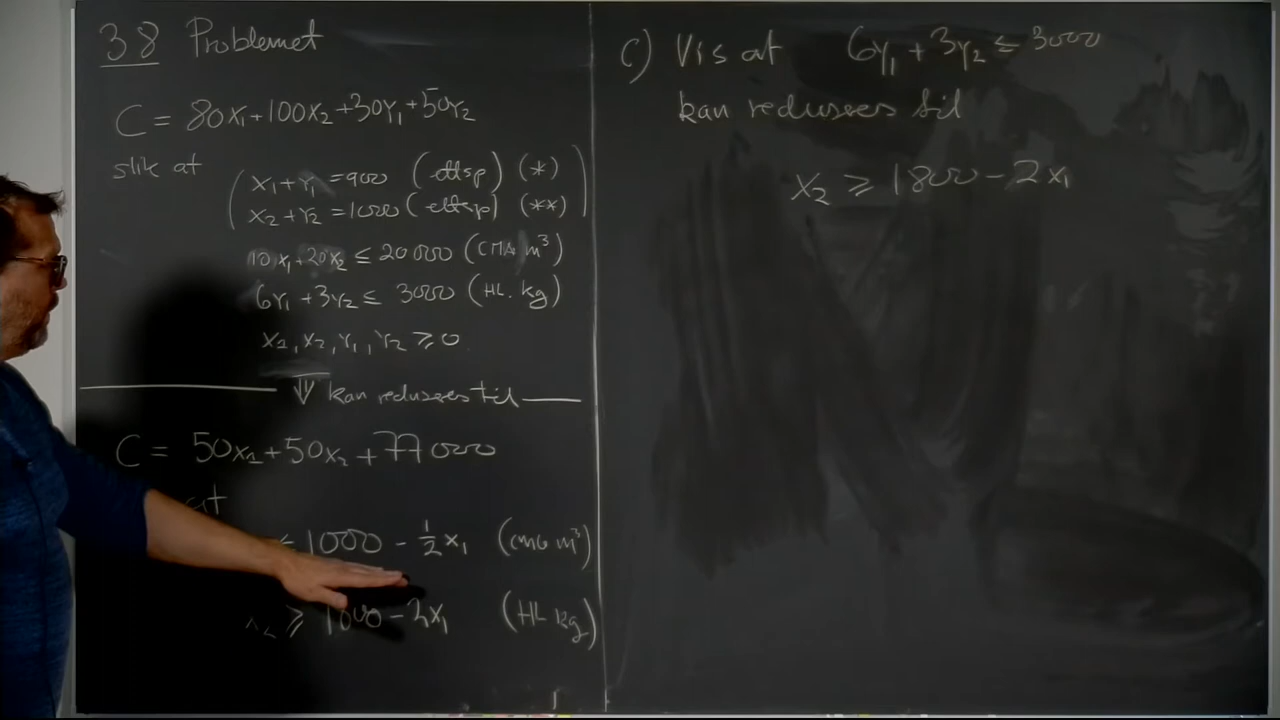 38 Problemet
C = 80x₁+100x₂+30Y₁+50Y₂
slik at
x₁+Y₁ =900 (ettsp) (*)
x₂+Y₂ =1000 (ettsp) (**)
10x₁+20x₂ ≤ 20 000 (CMA m³)
6Y₁+3Y₂ ≤ 3000 (HL. kg)
x₁, x₂, Y₁, Y₂ ≥ 0
⇓ kan reduseres til
C = 50x₁+50x₂+77 000
at
≤ 1000 - ½x₁ (CMG m³)
x₂ ≥ 1000 - 2x₁ (HL kg)
C) Vis at 6Y₁+3Y₂ ≤ 3000
kan reduseres til
x₂ ≥ 1800 - 2x₁